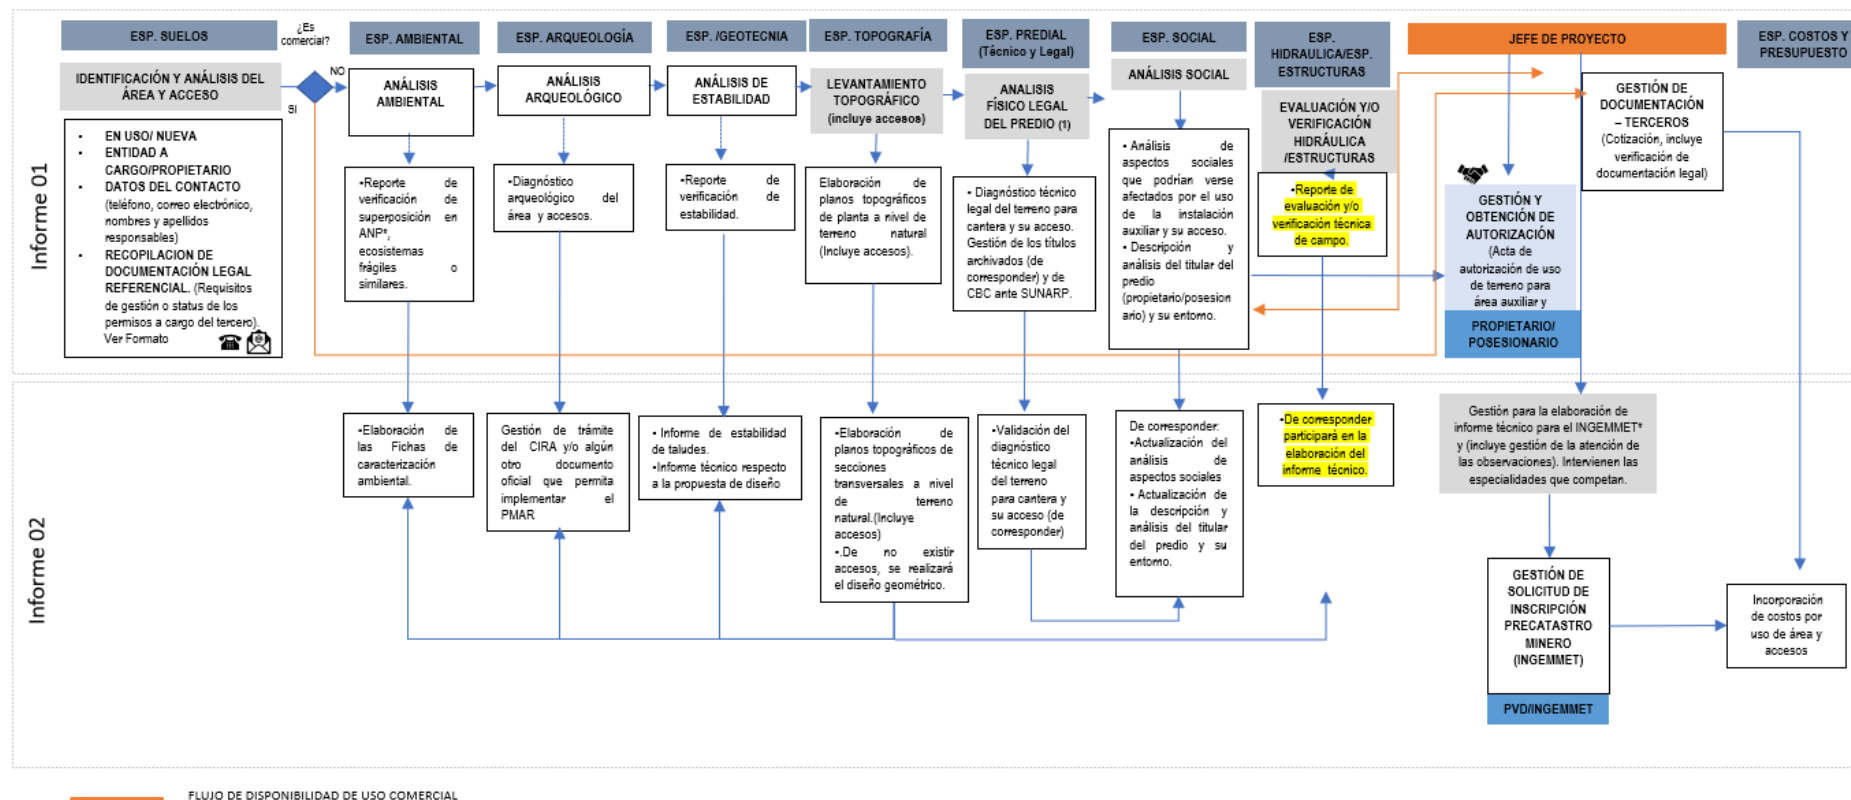 ESP. SUELOS
¿Es
comercial?
ESP. AMBIENTAL
ESP. ARQUEOLOGÍA
ESP. /GEOTECNIA
ESP. TOPOGRAFÍA
ESP. PREDIAL
(Técnico y Legal)
ESP. SOCIAL
ESP.
HIDRAULICA/ESP.
ESTRUCTURAS
JEFE DE PROYECTO
ESP. COSTOS Y
PRESUPUESTO
Informe 01
IDENTIFICACIÓN Y ANÁLISIS DEL
ÁREA Y ACCESO
NO
SI
▪ EN USO/ NUEVA
▪ ENTIDAD A
CARGO/PROPIETARIO
▪ DATOS DEL CONTACTO
(teléfono, correo electrónico,
nombres y apellidos
responsables)
▪ RECOPILACION DE
DOCUMENTACIÓN LEGAL
REFERENCIAL. (Requisitos
de gestión o status de los
permisos a cargo del tercero).
Ver Formato
ANÁLISIS
AMBIENTAL
▪Reporte de
verificación de
superposición en
ANP*,
ecosistemas
frágiles o
similares.
ANÁLISIS
ARQUEOLÓGICO
▪Diagnóstico
arqueológico del
área y accesos.
ANÁLISIS DE
ESTABILIDAD
▪Reporte de
verificación de
estabilidad.
LEVANTAMIENTO
TOPOGRÁFICO
(incluye accesos)
Elaboración de
planos topográficos
de planta a nivel de
terreno natural
(Incluye accesos).
ANALISIS
FÍSICO LEGAL
DEL PREDIO (1)
▪ Diagnóstico técnico
legal del terreno para
cantera y su acceso.
Gestión de los títulos
archivados (de
corresponder) y de
CBC ante SUNARP.
ANÁLISIS SOCIAL
▪ Análisis de
aspectos sociales
que podrían verse
afectados por el uso
de la instalación
auxiliar y su acceso.
▪ Descripción y
análisis del titular del
predio
(propietario/posesion
ario) y su entorno.
EVALUACIÓN Y/O
VERIFICACIÓN
HIDRÁULICA
/ESTRUCTURAS
▪Reporte de
evaluación y/o
verificación técnica
de campo.
GESTIÓN Y
OBTENCIÓN DE
AUTORIZACIÓN
(Acta de
autorización de uso
de terreno para
área auxiliar y
PROPIETARIO/
POSESIONARIO
GESTIÓN DE
DOCUMENTACIÓN
– TERCEROS
(Cotización, incluye
verificación de
documentación legal)
Informe 02
▪Elaboración de
las Fichas de
caracterización
ambiental.
Gestión de trámite
del CIRA y/o algún
otro documento
oficial que permita
implementar el
PMAR
▪ Informe de estabilidad
de taludes.
▪Informe técnico respecto
a la propuesta de diseño
▪Elaboración de
planos topográficos de
secciones
transversales a nivel
de terreno
natural.(Incluye
accesos)
▪.De no existir
accesos, se realizará
el diseño geométrico.
▪Validación del
diagnóstico
técnico legal
del terreno
para cantera y
su acceso (de
corresponder)
De corresponder:
▪Actualización del
análisis de
aspectos sociales
▪ Actualización de
la descripción y
análisis del titular
del predio y su
entorno.
▪De corresponder
participará en la
elaboración del
informe técnico.
Gestión para la elaboración de
informe técnico para el INGEMMET*
y (incluye gestión de la atención de
las observaciones). Intervienen las
especialidades que competan.
GESTIÓN DE
SOLICITUD DE
INSCRIPCIÓN
PRECATASTRO
MINERO
(INGEMMET)
PVD/INGEMMET
Incorporación
de costos por
uso de área y
accesos
FLUJO DE DISPONIBILIDAD DE USO COMERCIAL